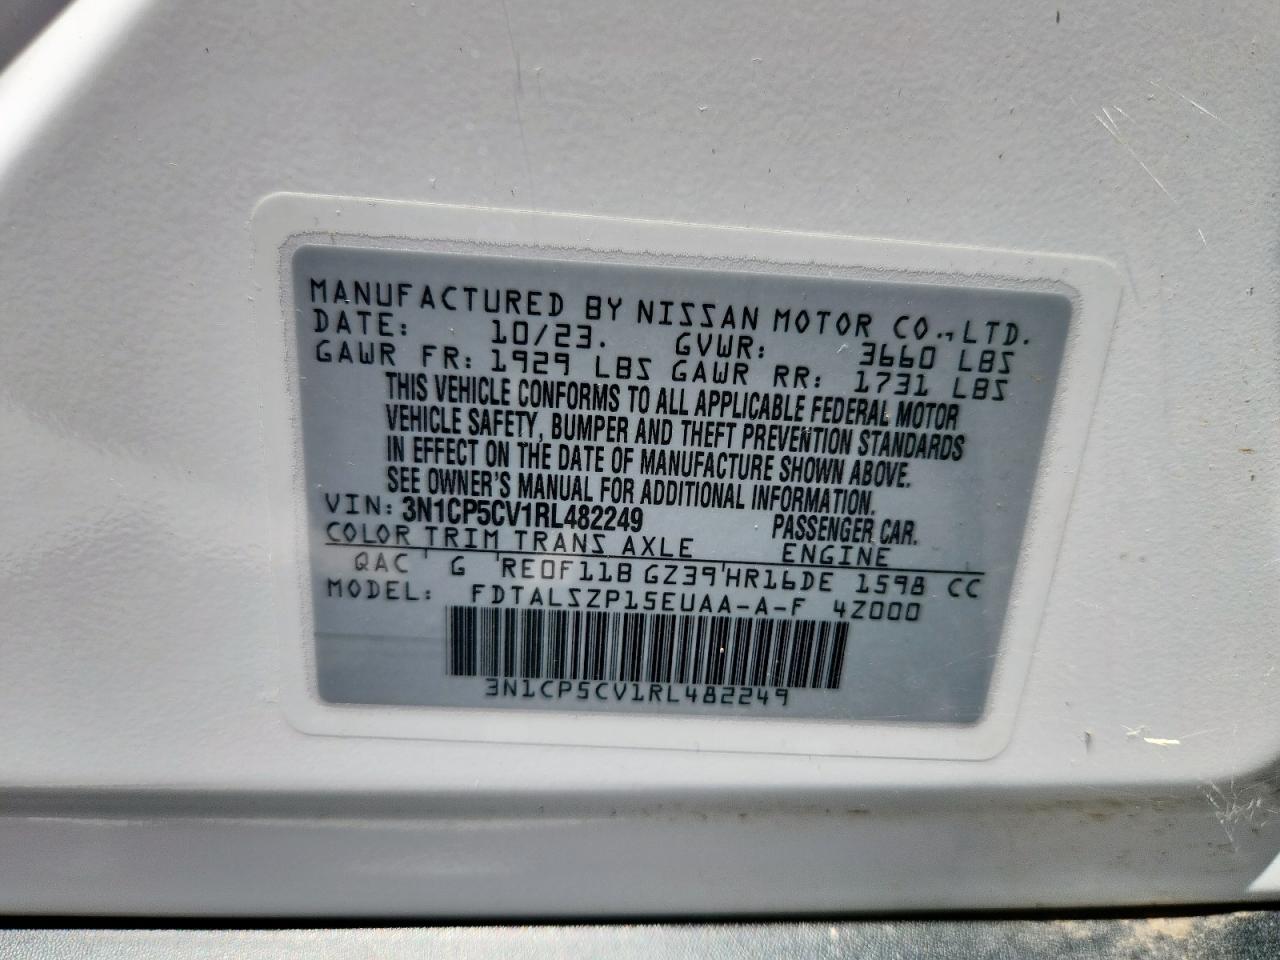 MANUFACTURED BY NISSAN MOTOR CO., LTD.
DATE: 10/23. GVWR: 3660 LBS
GAWR FR: 1929 LBS GAWR RR: 1731 LBS
THIS VEHICLE CONFORMS TO ALL APPLICABLE FEDERAL MOTOR
VEHICLE SAFETY, BUMPER AND THEFT PREVENTION STANDARDS
IN EFFECT ON THE DATE OF MANUFACTURE SHOWN ABOVE.
SEE OWNER'S MANUAL FOR ADDITIONAL INFORMATION.
VIN: 3N1CP5CV1RL482249 PASSENGER CAR.
COLOR TRIM TRANS AXLE ENGINE
QAC G RE0F11B GZ39 HR16DE 1598 CC
MODEL: FDTALSZP15EUAA-A-F 4Z000
3N1CP5CV1RL482249